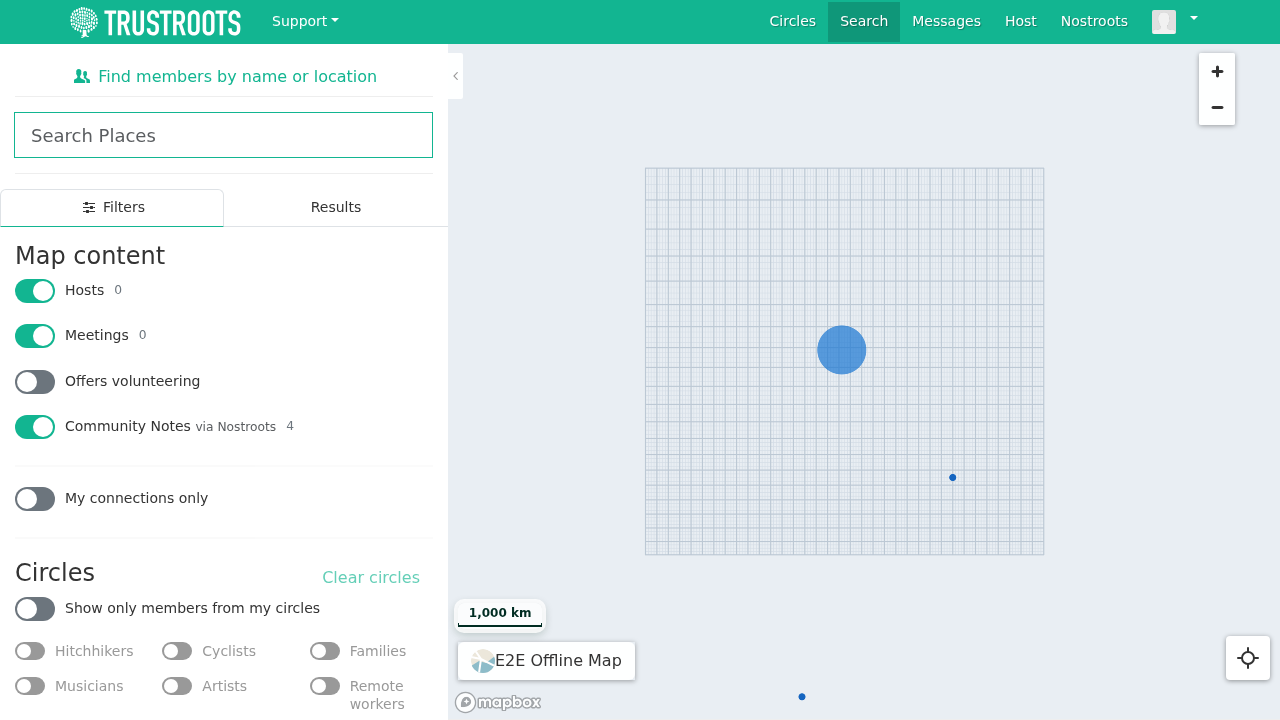 TRUSTROOTS
Support
Circles
Search
Messages
Host
Nostroots
Find members by name or location
Search Places
Filters
Results
Map content
Hosts 0
Meetings 0
Offers volunteering
Community Notes via Nostroots 4
My connections only
Circles
Clear circles
Show only members from my circles
Hitchhikers
Cyclists
Families
Musicians
Artists
Remote
workers
1,000 km
E2E Offline Map
mapbox